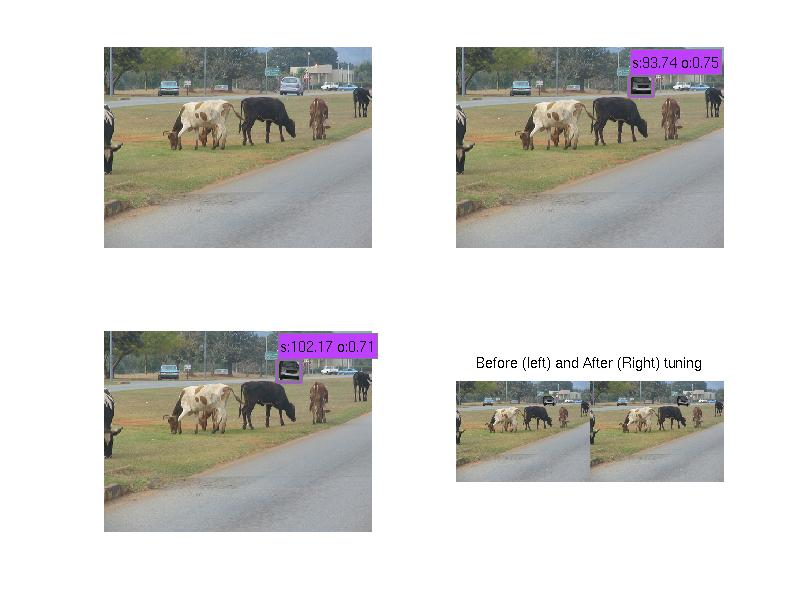 s:93.74 o:0.75
s:102.17 o:0.71
Before (left) and After (Right) tuning